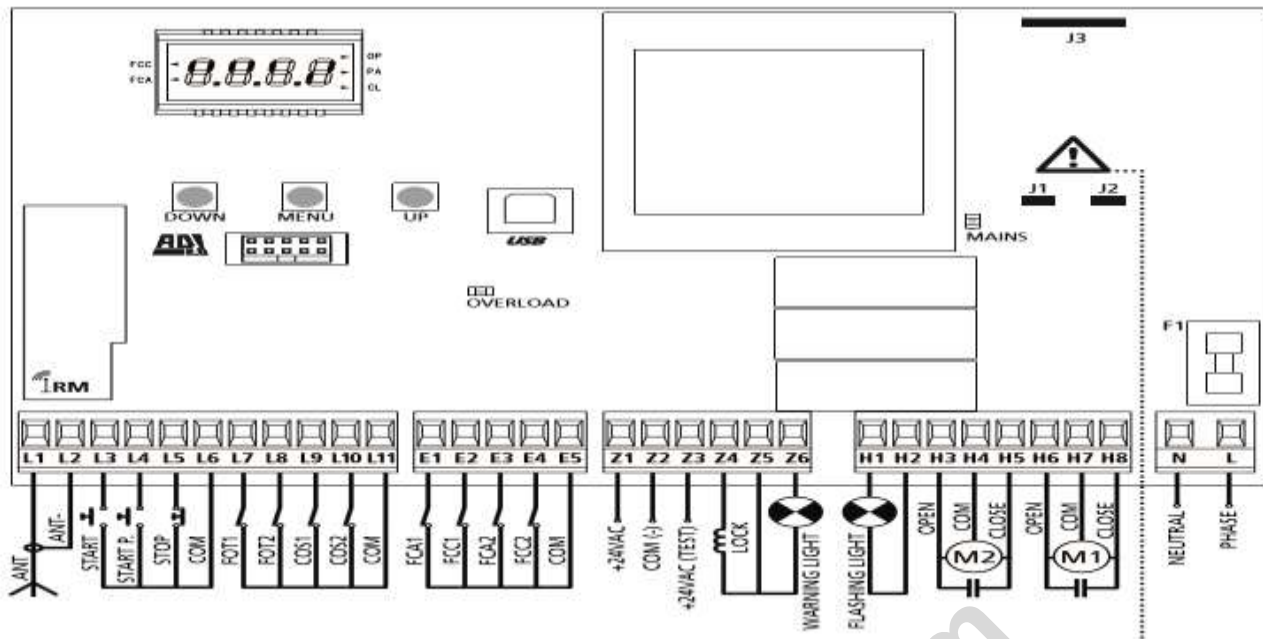 J3
FCC
FCA
OP
PA
CL
J1
J2
DOWN
MENU
UP
USB
MAINS
ADI
OVERLOAD
F1
RM
L1 L2 L3 L4 L5 L6 L7 L8 L9 L10 L11
E1 E2 E3 E4 E5
Z1 Z2 Z3 Z4 Z5 Z6
H1 H2 H3 H4 H5 H6 H7 H8
N L
ANT
ANT-
START
START P.
STOP
COM
FOT1
FOT2
COS1
COS2
COM
FCA1
FCC1
FCA2
FCC2
COM
+24VAC
COM (-)
+24VAC (TEST)
LOCK
WARNING LIGHT
FLASHING LIGHT
OPEN
COM
CLOSE
M2
OPEN
COM
CLOSE
M1
NEUTRAL
PHASE